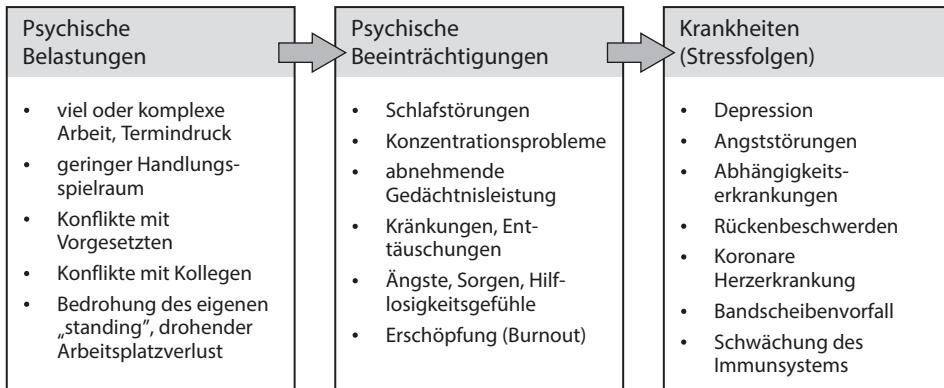 Psychische
Belastungen
• viel oder komplexe
Arbeit, Termindruck
• geringer Handlungs-
spielraum
• Konflikte mit
Vorgesetzten
• Konflikte mit Kollegen
• Bedrohung des eigenen
„standing”, drohender
Arbeitsplatzverlust
Psychische
Beeinträchtigungen
• Schlafstörungen
• Konzentrationsprobleme
• abnehmende
Gedächtnisleistung
• Kränkungen, Ent-
täuschungen
• Ängste, Sorgen, Hilf-
losigkeitsgefühle
• Erschöpfung (Burnout)
Krankheiten
(Stressfolgen)
• Depression
• Angststörungen
• Abhängigkeits-
erkrankungen
• Rückenbeschwerden
• Koronare
Herzerkrankung
• Bandscheibenvorfall
• Schwächung des
Immunsystems